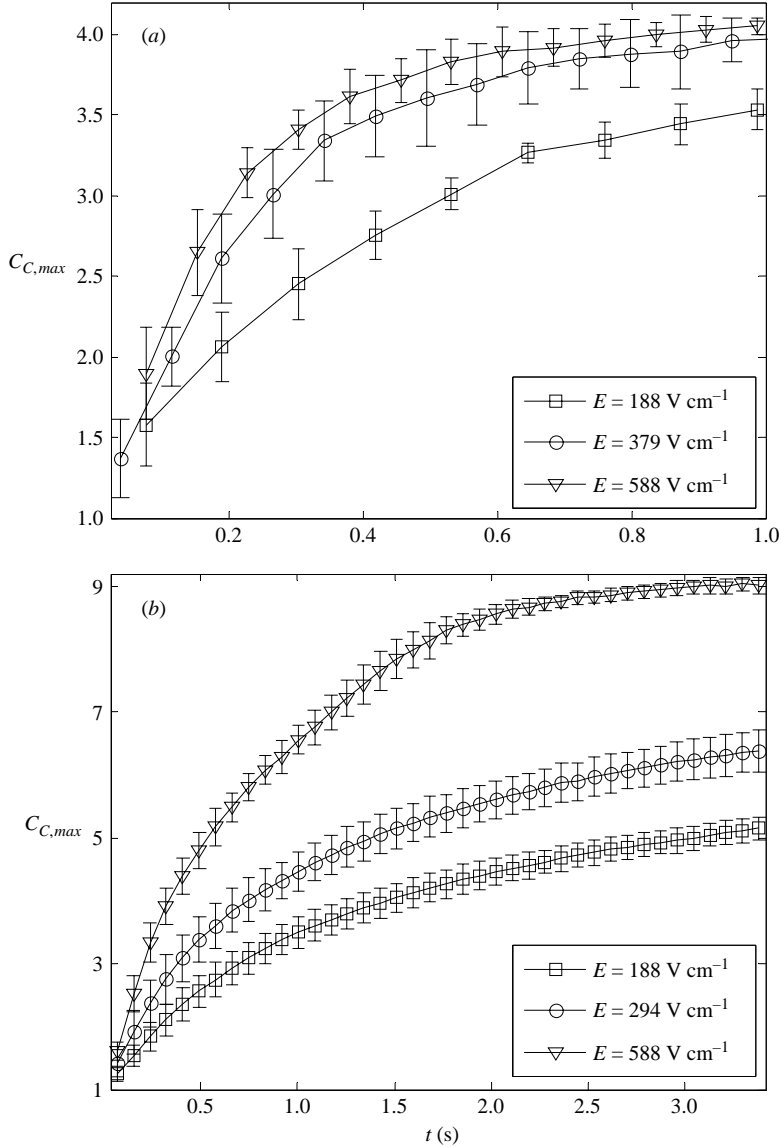 4.0
(a)
3.5
3.0
C_{C,max}
2.5
2.0
E = 188 V cm⁻¹
1.5
E = 379 V cm⁻¹
E = 588 V cm⁻¹
1.0
0.2 0.4 0.6 0.8 1.0
9
(b)
7
C_{C,max}
5
3
E = 188 V cm⁻¹
E = 294 V cm⁻¹
E = 588 V cm⁻¹
1
0.5 1.0 1.5 2.0 2.5 3.0
t (s)